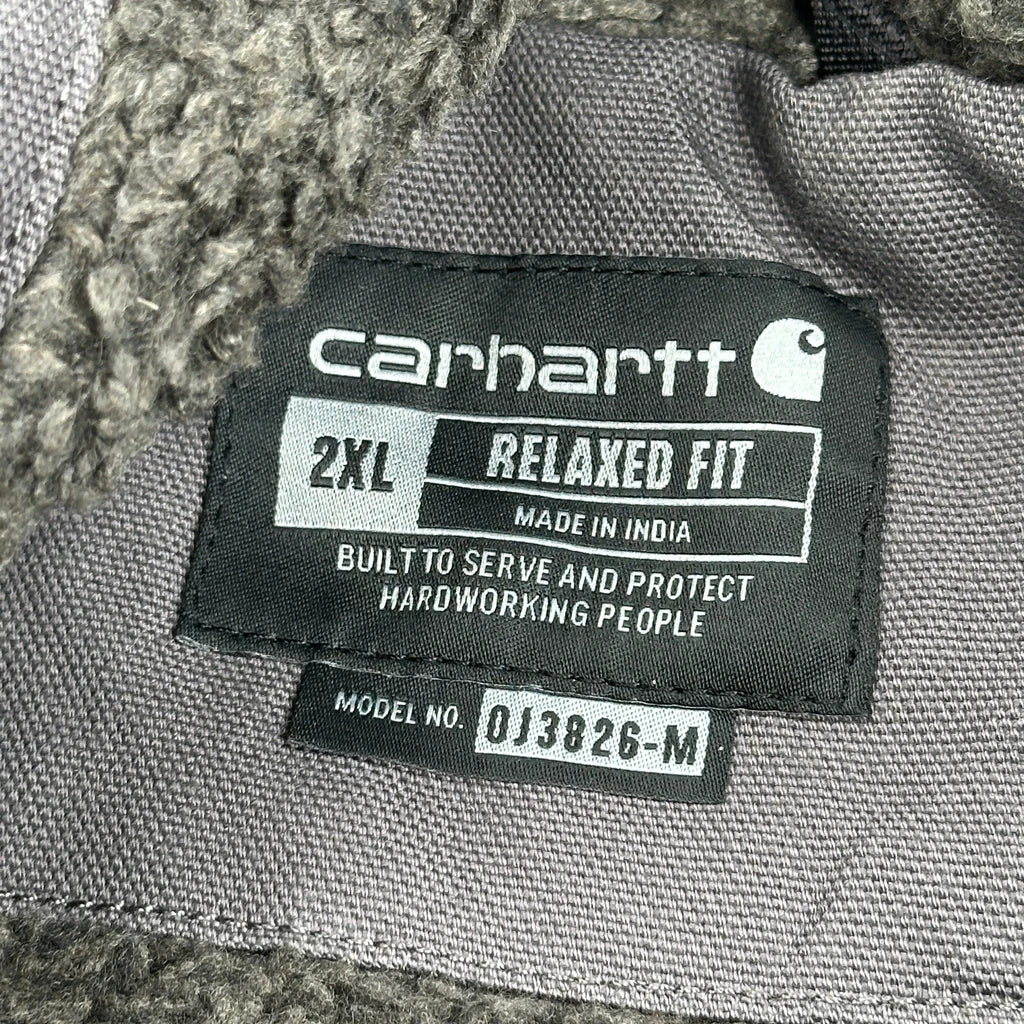 carhartt
2XL RELAXED FIT
MADE IN INDIA
BUILT TO SERVE AND PROTECT
HARDWORKING PEOPLE
MODEL NO. OJ3826-M